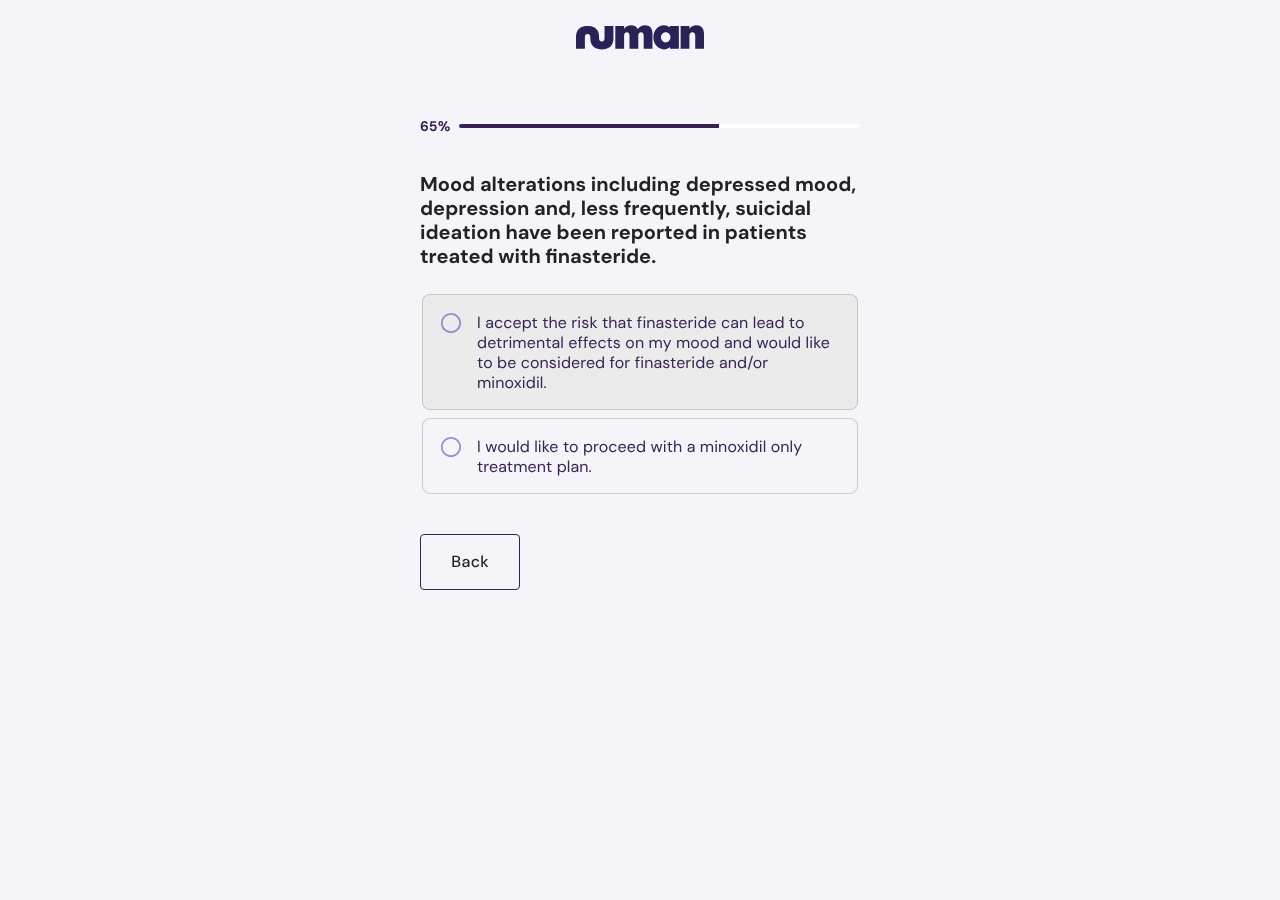 numan
65%
Mood alterations including depressed mood,
depression and, less frequently, suicidal
ideation have been reported in patients
treated with finasteride.
I accept the risk that finasteride can lead to
detrimental effects on my mood and would like
to be considered for finasteride and/or
minoxidil.
I would like to proceed with a minoxidil only
treatment plan.
Back